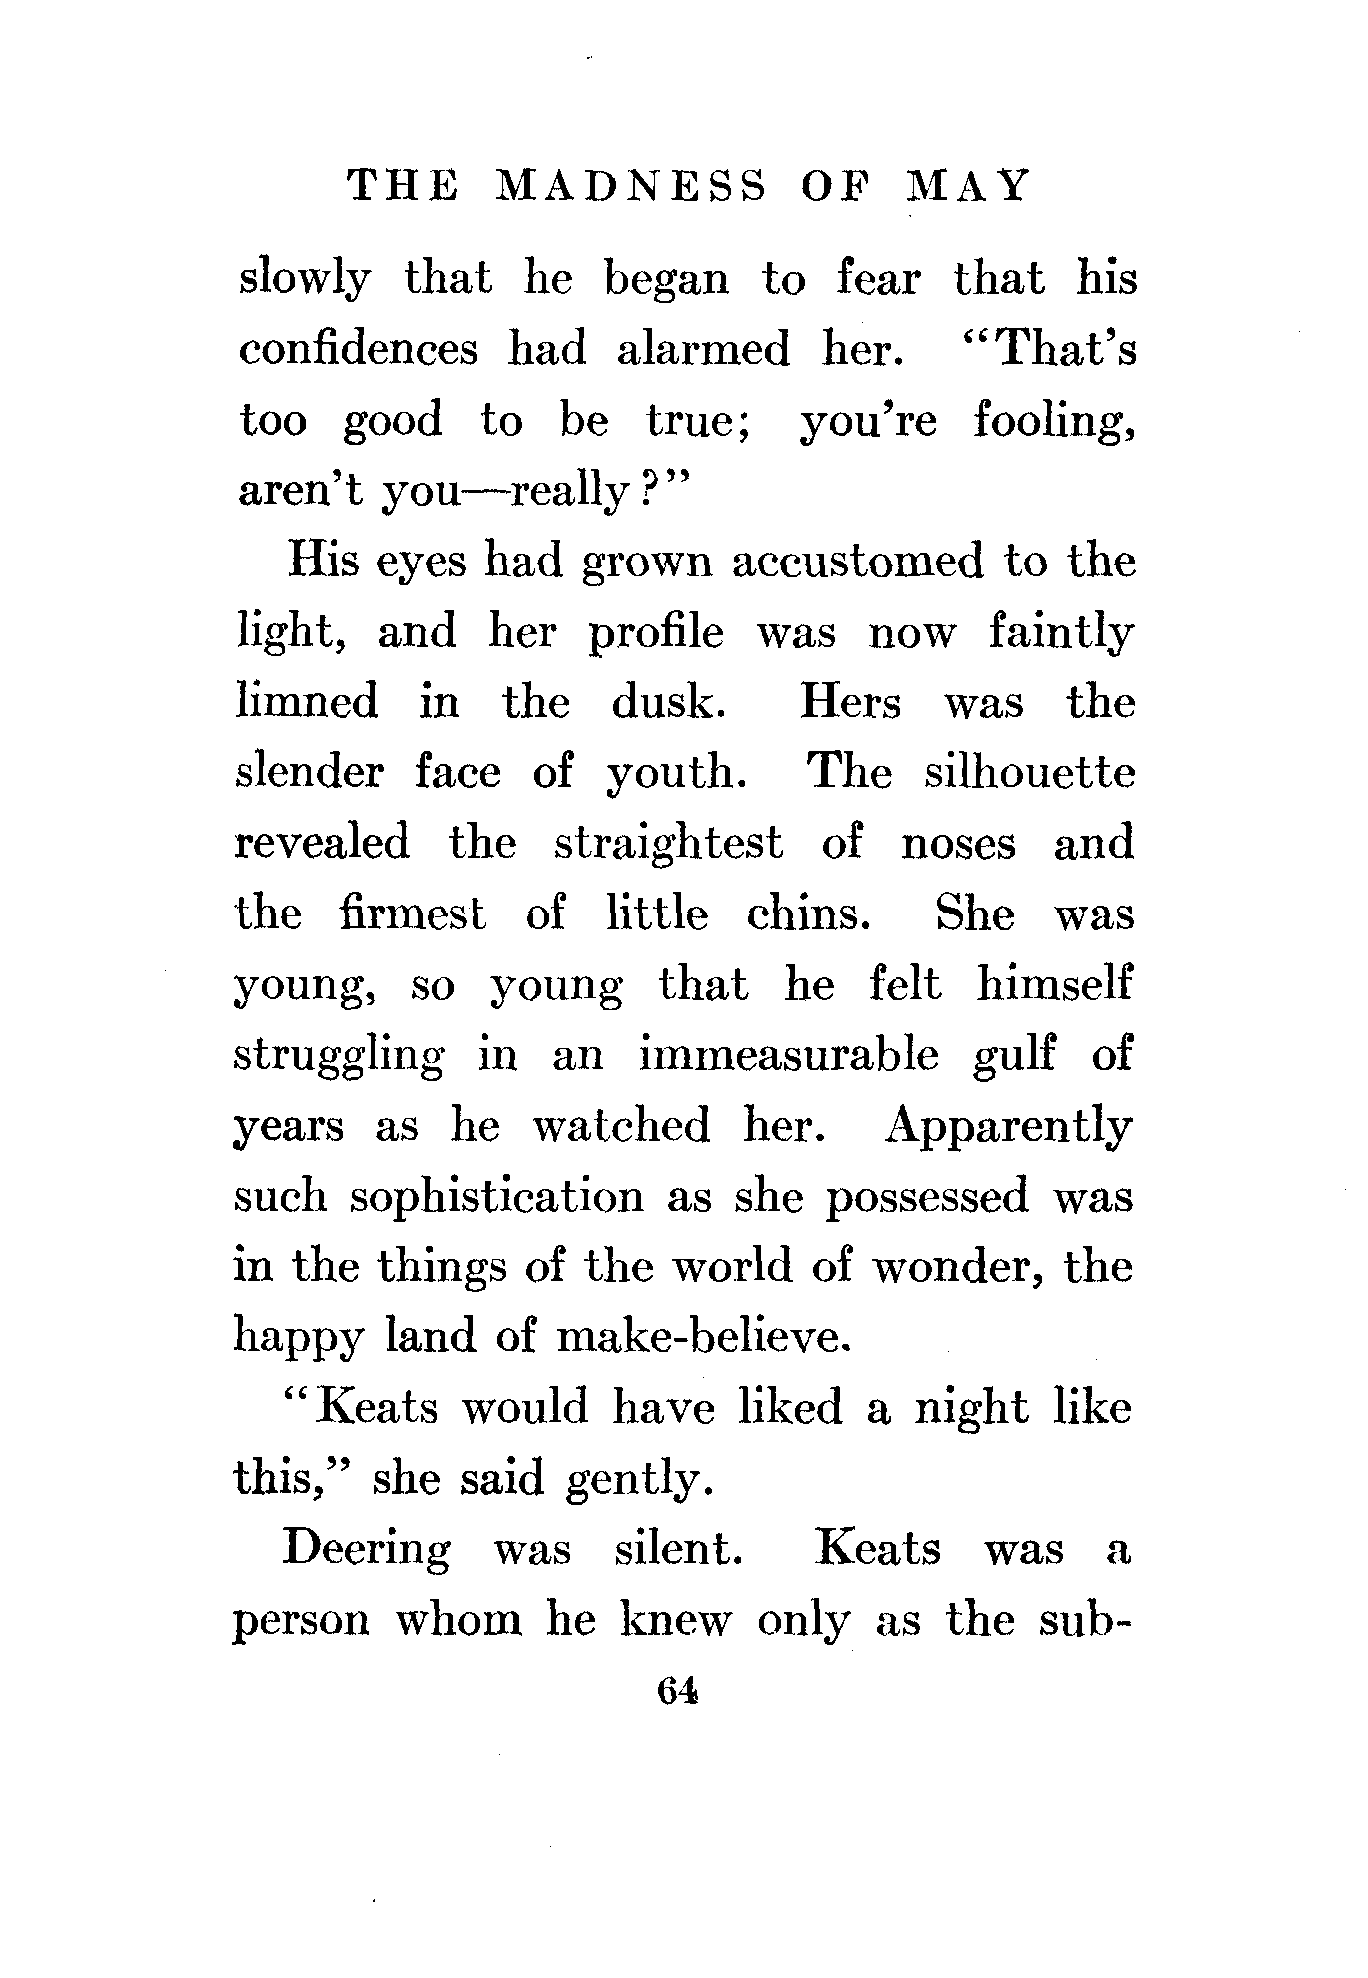 THE MADNESS OF MAY
slowly that he began to fear that his
confidences had alarmed her. "That's
too good to be true; you're fooling,
aren't you—really?"
His eyes had grown accustomed to the
light, and her profile was now faintly
limned in the dusk. Hers was the
slender face of youth. The silhouette
revealed the straightest of noses and
the firmest of little chins. She was
young, so young that he felt himself
struggling in an immeasurable gulf of
years as he watched her. Apparently
such sophistication as she possessed was
in the things of the world of wonder, the
happy land of make-believe.
"Keats would have liked a night like
this," she said gently.
Deering was silent. Keats was a
person whom he knew only as the sub-
64